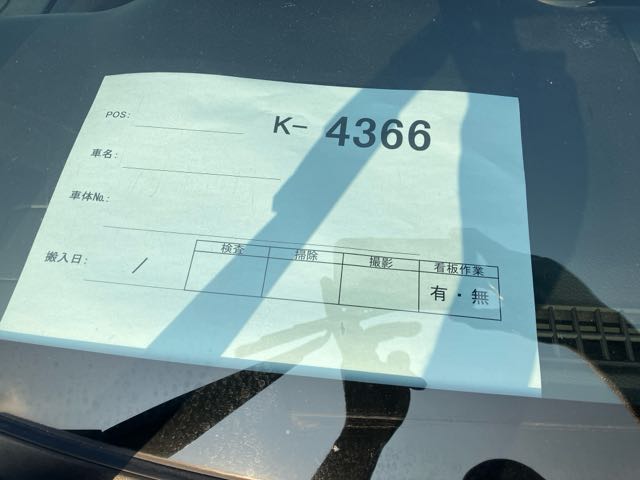 POS:
K- 4366
車名:
車体No.:
搬入日: /
検査 掃除 撮影 看板作業
有・無